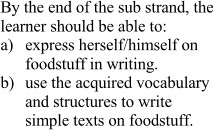 By the end of the sub strand, the
learner should be able to:
a) express herself/himself on
foodstuff in writing.
b) use the acquired vocabulary
and structures to write
simple texts on foodstuff.